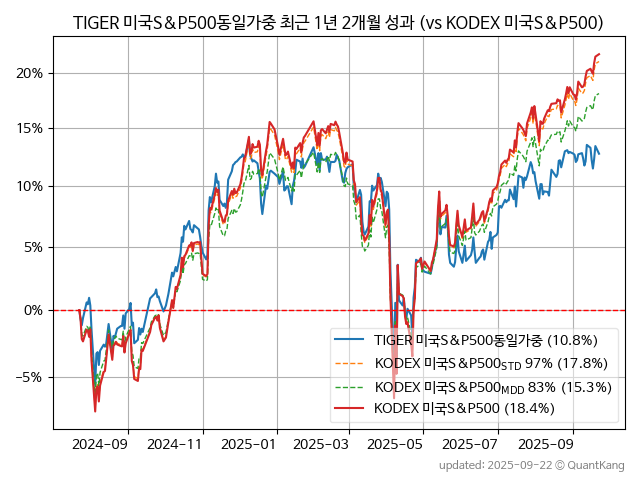 TIGER 미국S&P500동일가중 최근 1년 2개월 성과 (vs KODEX 미국S&P500)
20%
15%
10%
5%
0%
−5%
TIGER 미국S&P500동일가중 (10.8%)
KODEX 미국S&P500STD 97% (17.8%)
KODEX 미국S&P500MDD 83% (15.3%)
KODEX 미국S&P500 (18.4%)
2024-09 2024-11 2025-01 2025-03 2025-05 2025-07 2025-09
updated: 2025-09-22 © QuantKang